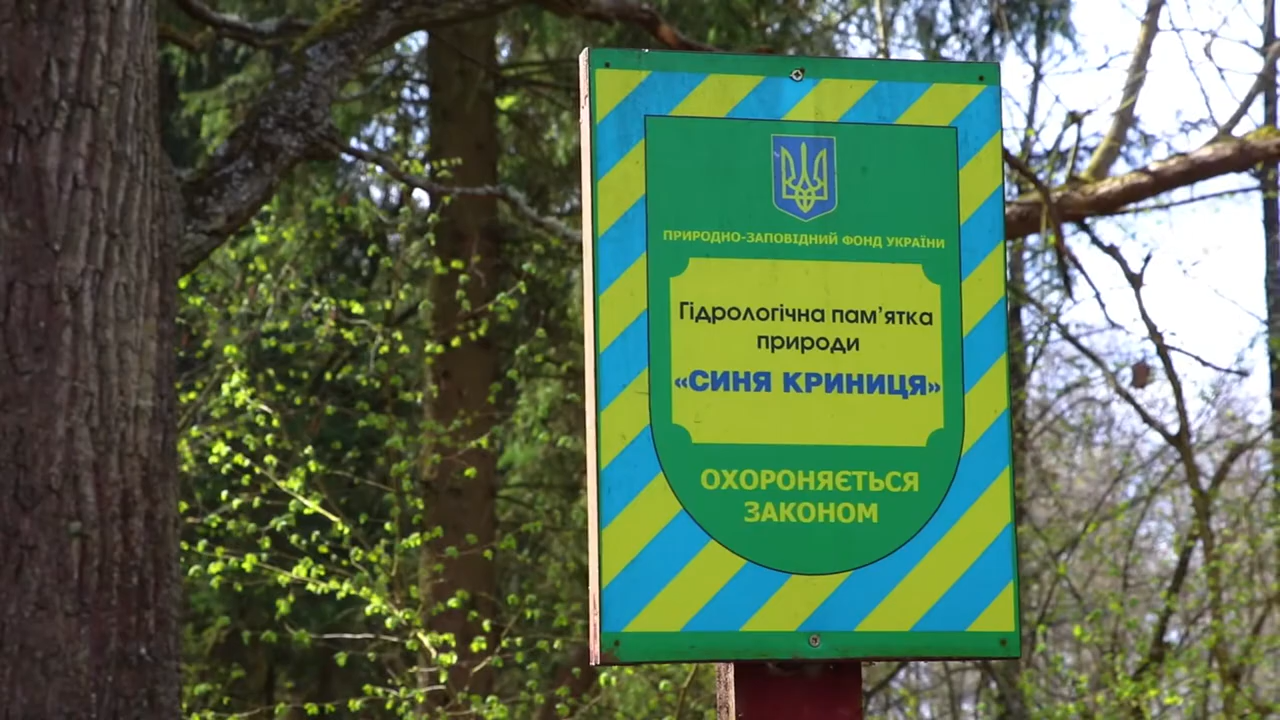 ПРИРОДНО-ЗАПОВІДНИЙ ФОНД УКРАЇНИ
Гідрологічна пам’ятка
природи
«СИНЯ КРИНИЦЯ»
ОХОРОНЯЄТЬСЯ
ЗАКОНОМ